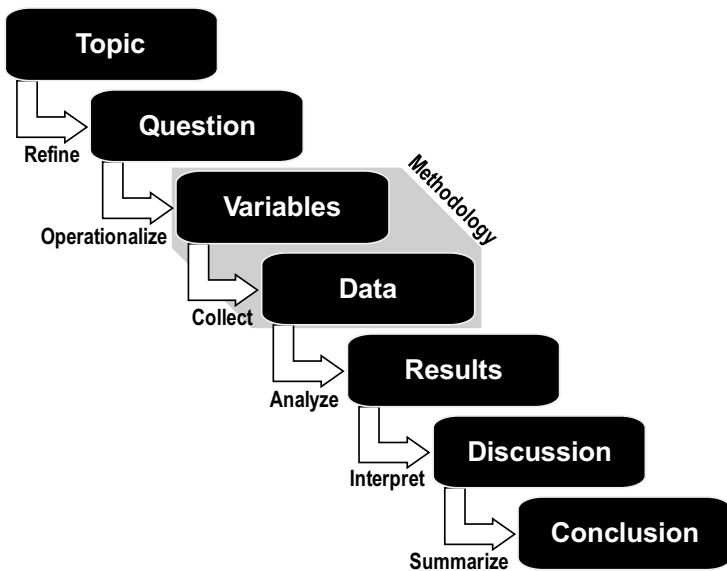 Topic
Refine
Question
Operationalize
Variables
Methodology
Collect
Data
Analyze
Results
Interpret
Discussion
Summarize
Conclusion